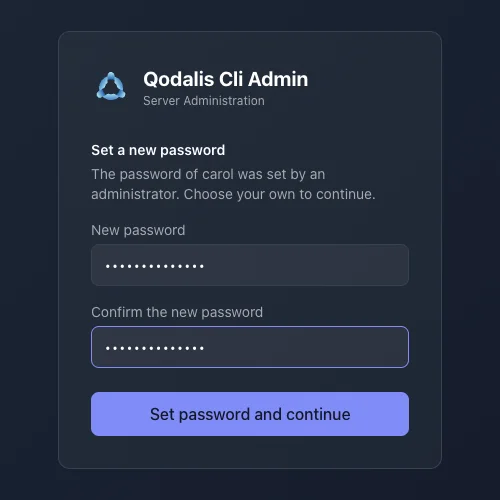 Qodalis Cli Admin
Server Administration
Set a new password
The password of carol was set by an
administrator. Choose your own to continue.
New password
••••••••••••••
Confirm the new password
••••••••••••••
Set password and continue